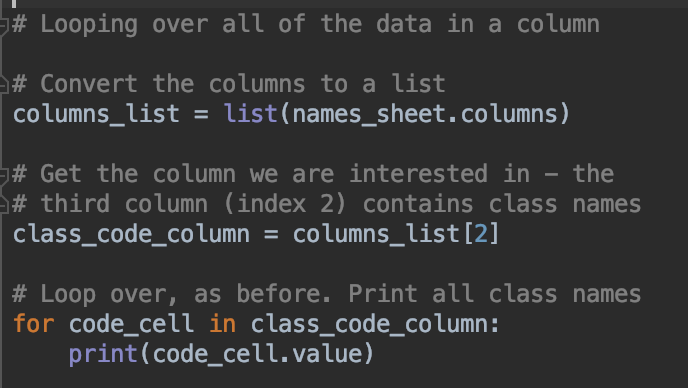 # Looping over all of the data in a column
# Convert the columns to a list
columns_list = list(names_sheet.columns)
# Get the column we are interested in – the
# third column (index 2) contains class names
class_code_column = columns_list[2]
# Loop over, as before. Print all class names
for code_cell in class_code_column:
    print(code_cell.value)